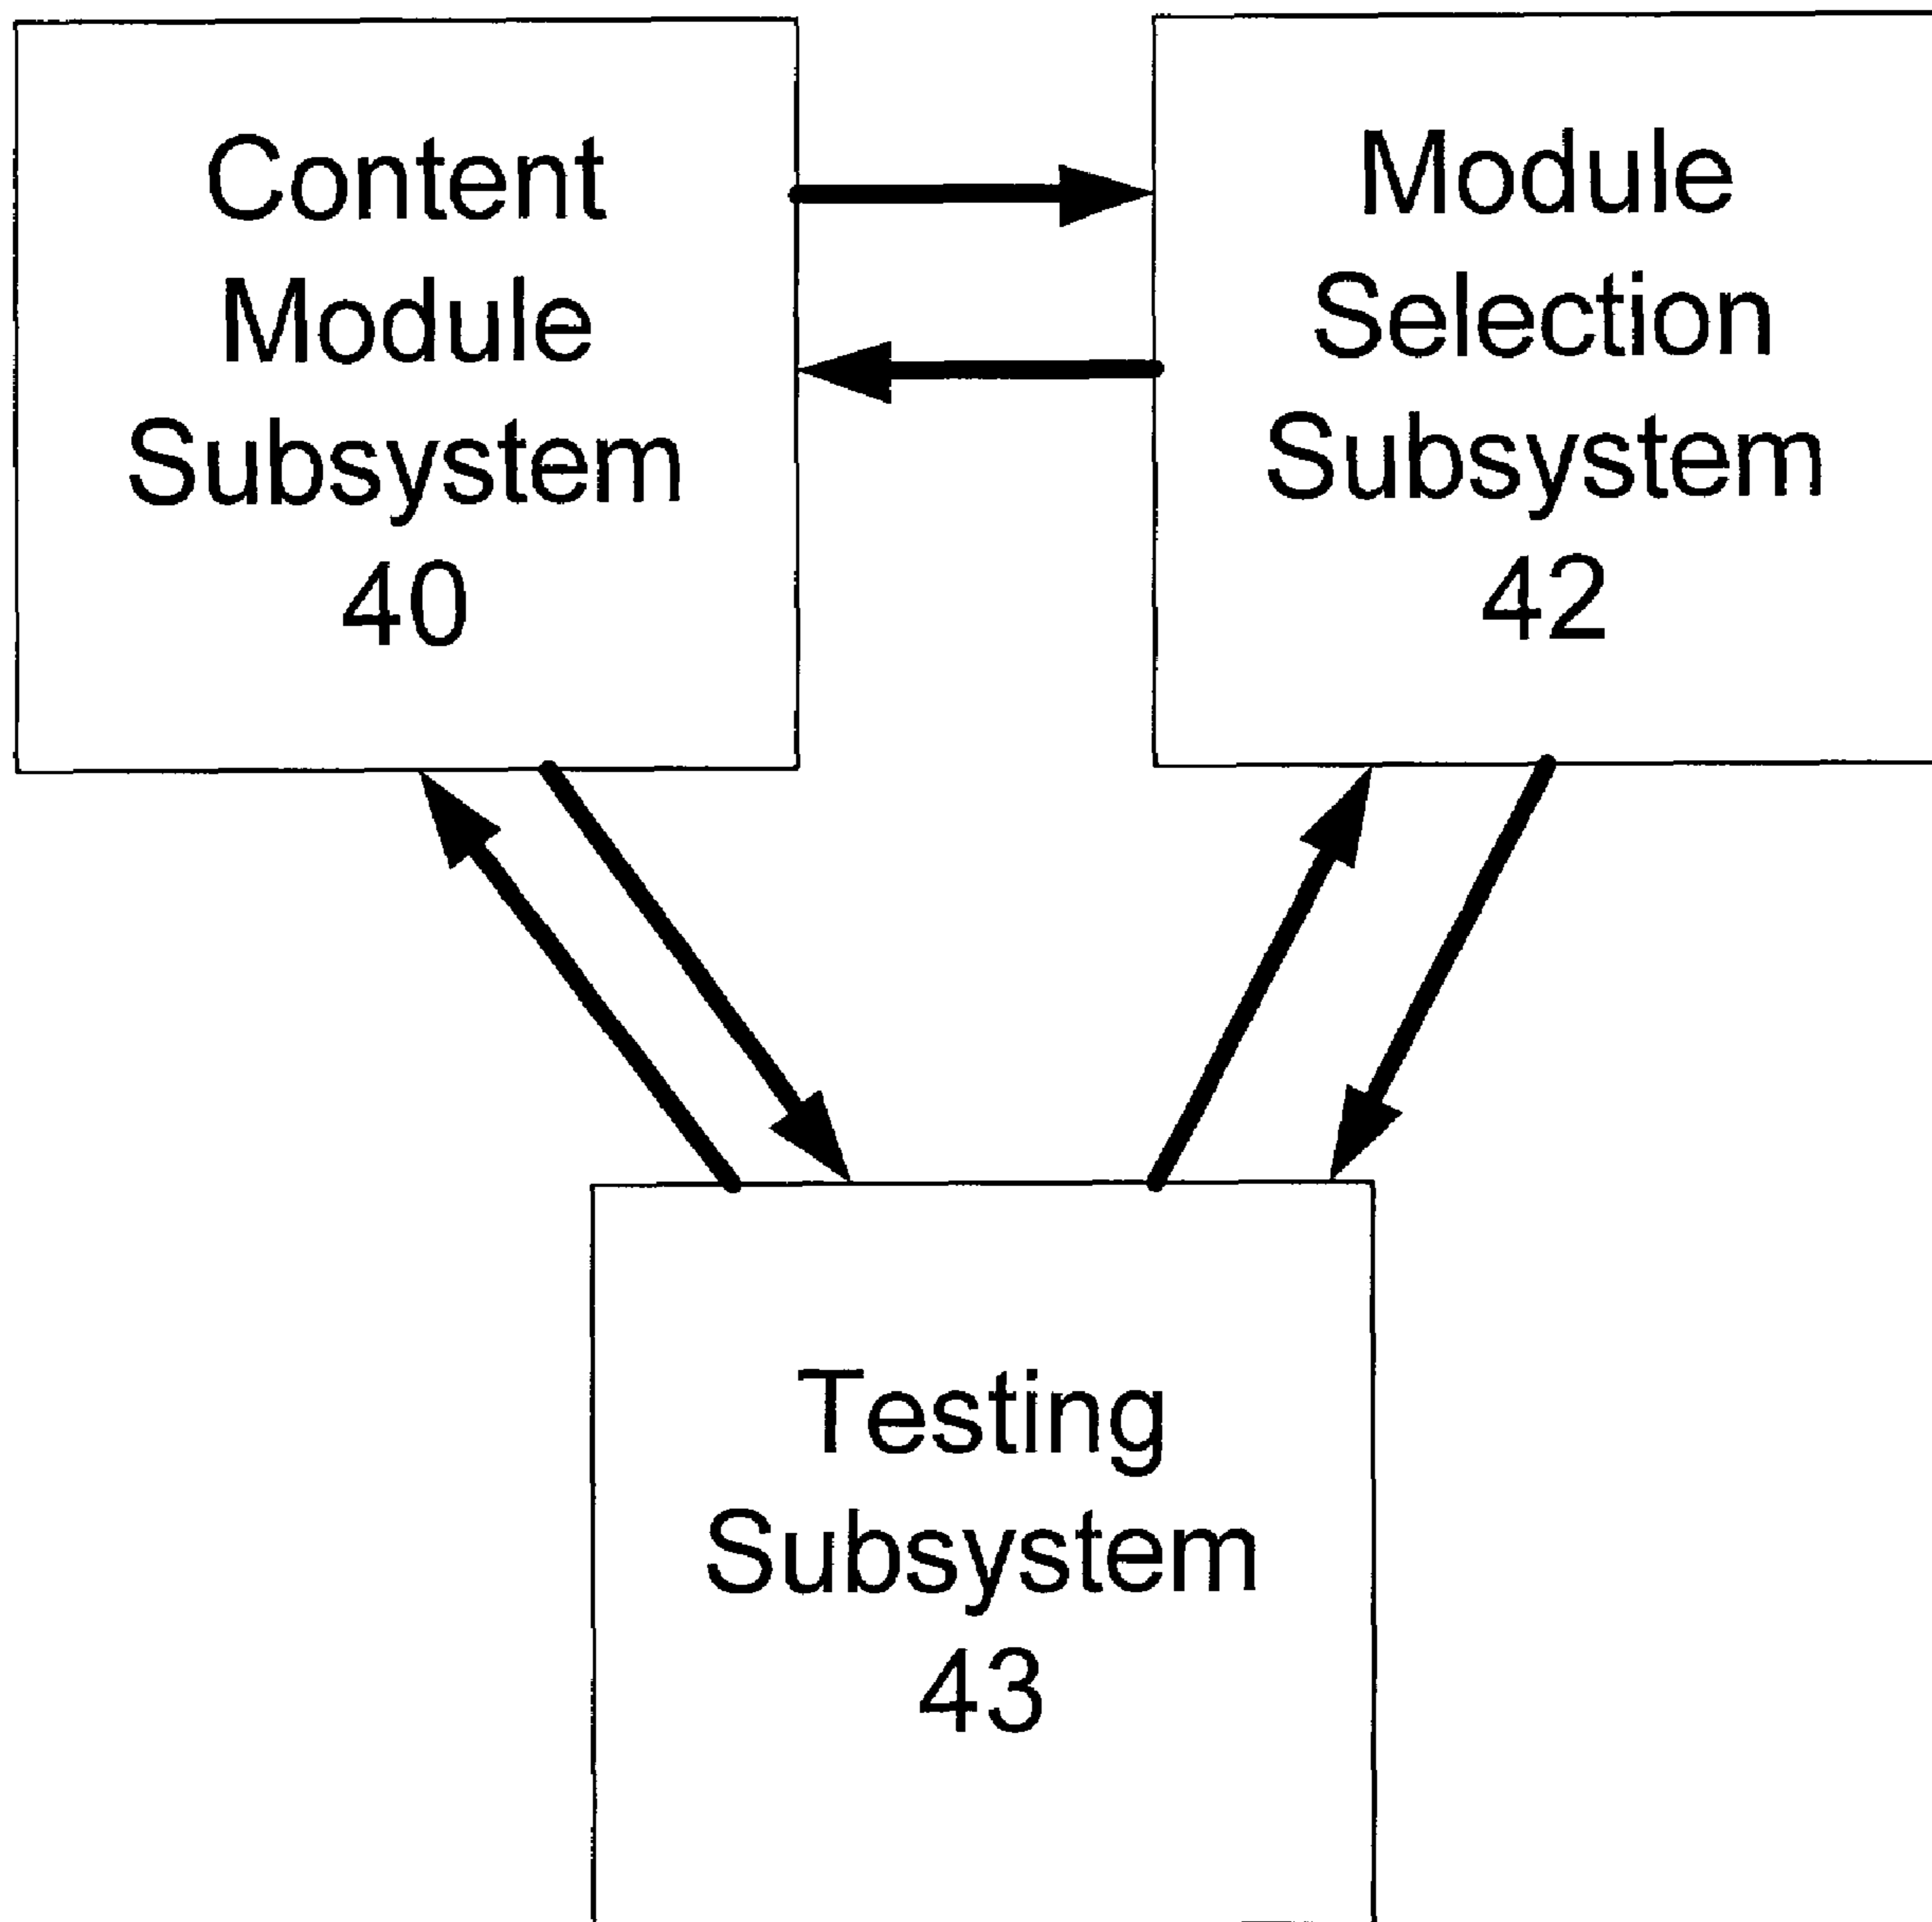 Content
Module
Subsystem
40
Module
Selection
Subsystem
42
Testing
Subsystem
43